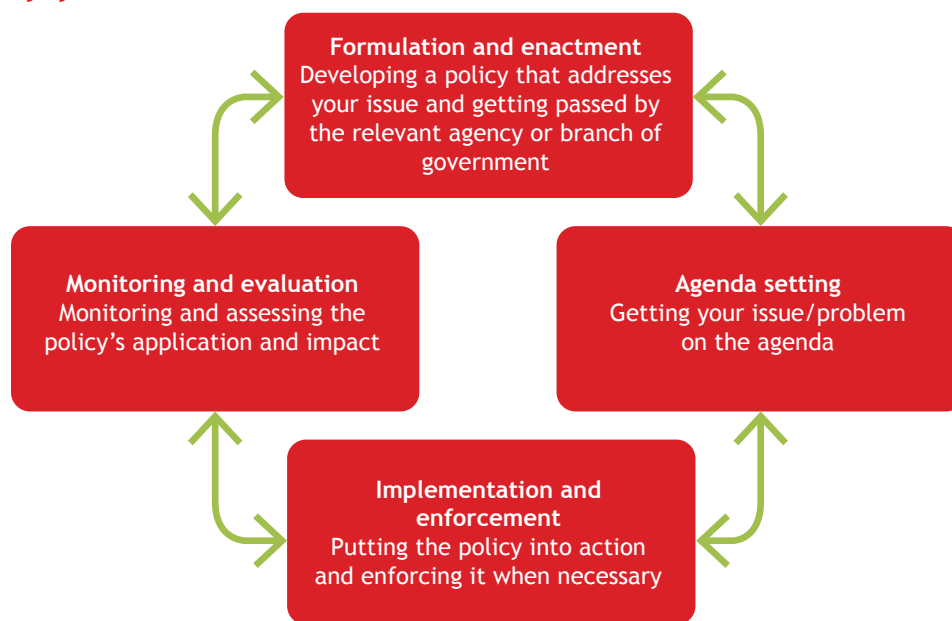 Formulation and enactment
Developing a policy that addresses
your issue and getting passed by
the relevant agency or branch of
government
Monitoring and evaluation
Monitoring and assessing the
policy's application and impact
Agenda setting
Getting your issue/problem
on the agenda
Implementation and
enforcement
Putting the policy into action
and enforcing it when necessary